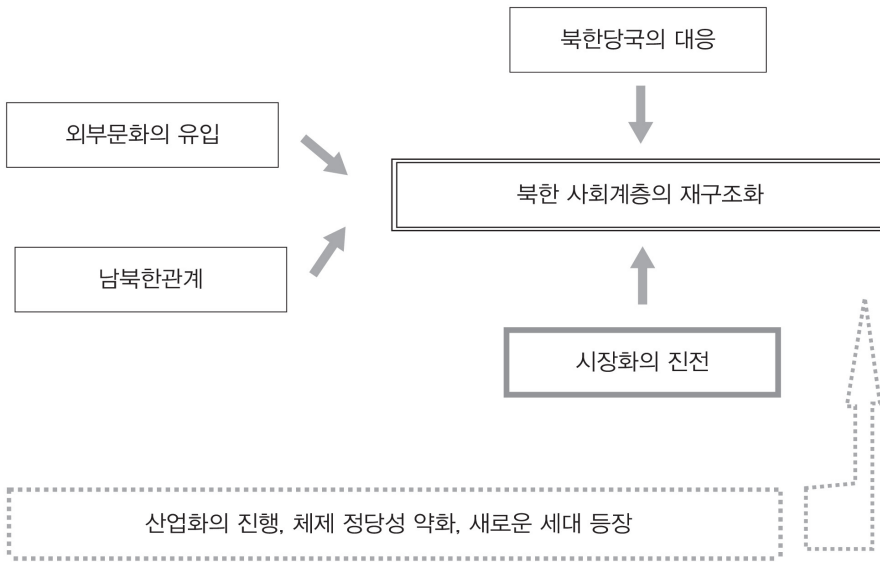 북한당국의 대응
외부문화의 유입
북한 사회계층의 재구조화
남북한관계
시장화의 진전
산업화의 진행, 체제 정당성 약화, 새로운 세대 등장